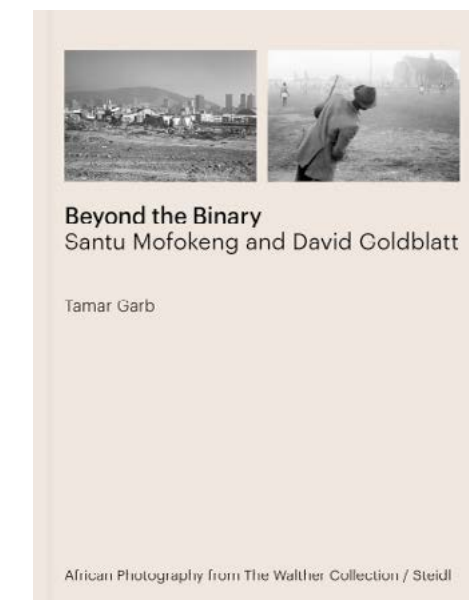 Beyond the Binary
Santu Mofokeng and David Goldblatt
Tamar Garb
African Photography from The Walther Collection / Steidl